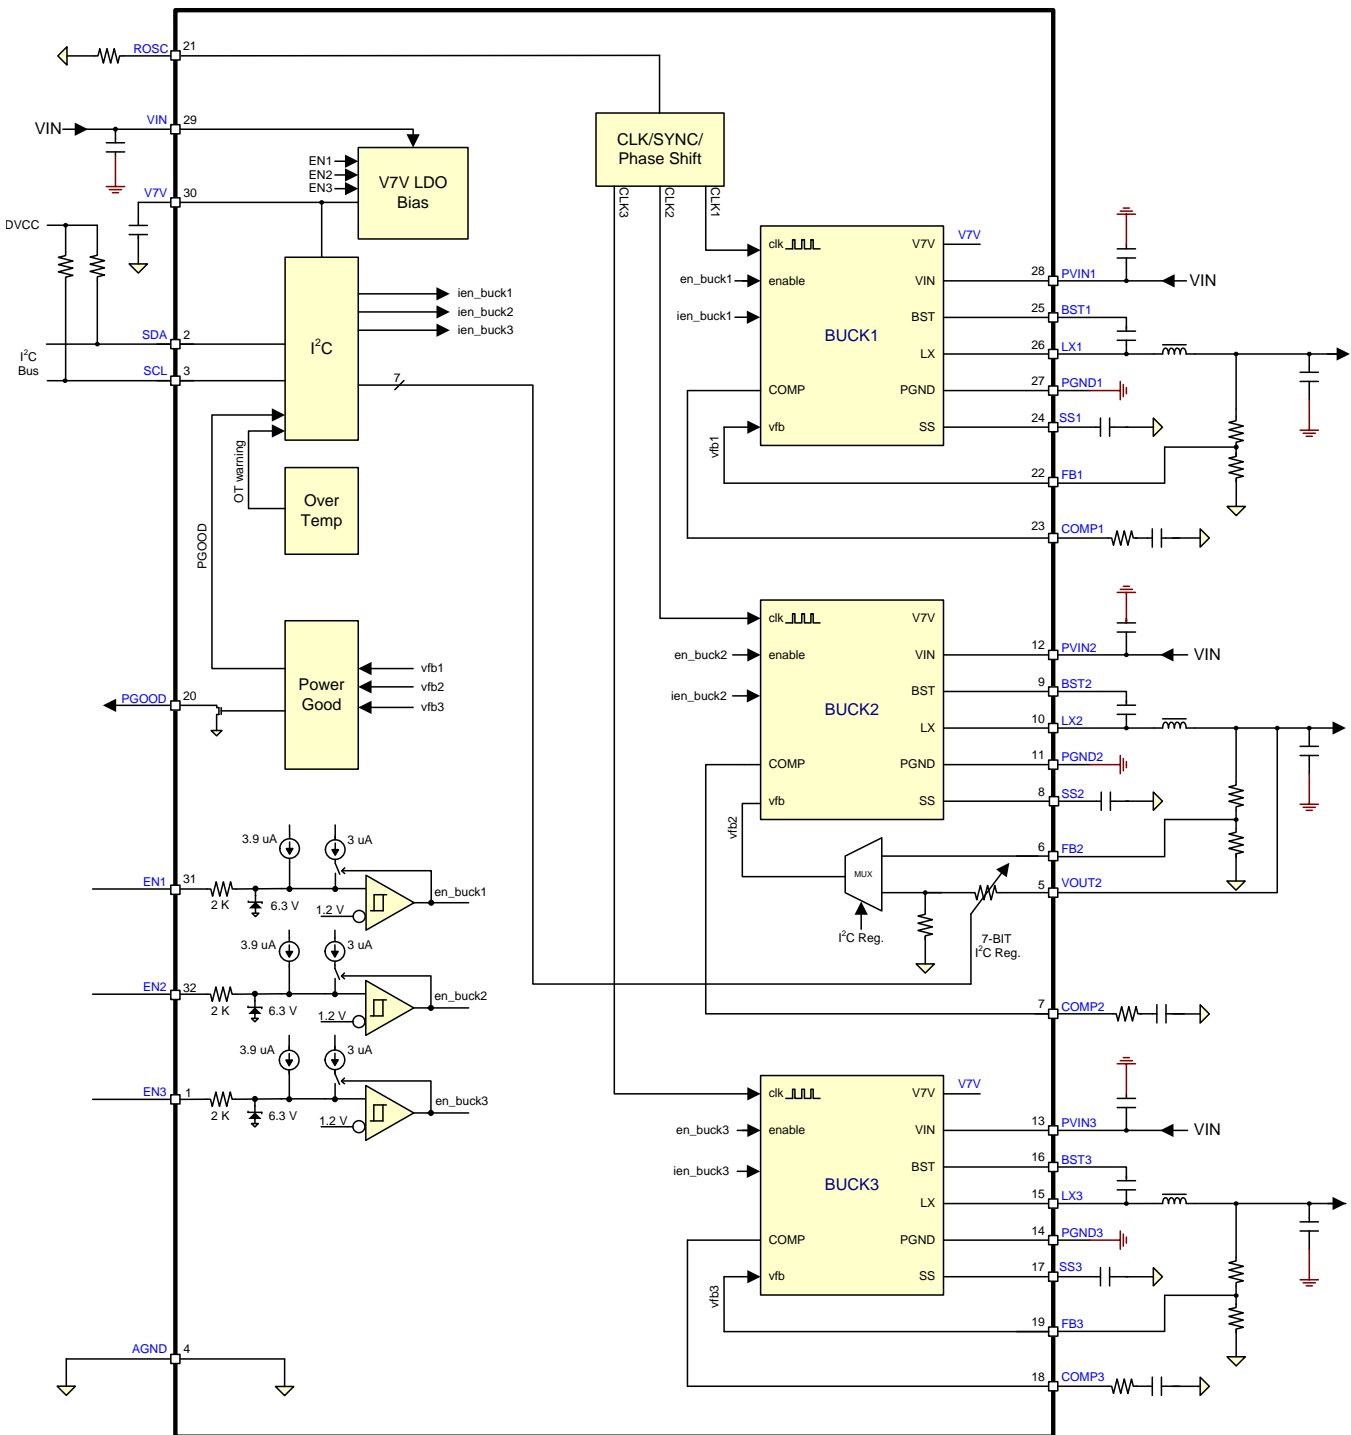 ROSC
21
VIN
VIN
29
V7V
30
DVCC
EN1
EN2
EN3
V7V LDO
Bias
CLK/SYNC/
Phase Shift
CLK3
CLK2
CLK1
SDA
2
I²C
Bus
SCL
3
I²C
ien_buck1
ien_buck2
ien_buck3
7
OT warning
PGOOD
Over
Temp
Power
Good
vfb1
vfb2
vfb3
PGOOD
20
clk
V7V
V7V
en_buck1
enable
VIN
28
PVIN1
VIN
ien_buck1
BST
25
BST1
BUCK1
LX
26
LX1
COMP
PGND
27
PGND1
vfb
SS
24
SS1
vfb1
22
FB1
23
COMP1
clk
V7V
en_buck2
enable
VIN
12
PVIN2
VIN
ien_buck2
BST
9
BST2
BUCK2
LX
10
LX2
COMP
PGND
11
PGND2
vfb
SS
8
SS2
vfb2
MUX
6
FB2
5
VOUT2
I²C Reg.
7-BIT
I²C Reg.
7
COMP2
3.9 uA
3 uA
EN1
31
2 K
6.3 V
1.2 V
en_buck1
3.9 uA
3 uA
EN2
32
2 K
6.3 V
1.2 V
en_buck2
3.9 uA
3 uA
EN3
1
2 K
6.3 V
1.2 V
en_buck3
clk
V7V
V7V
en_buck3
enable
VIN
13
PVIN3
VIN
ien_buck3
BST
16
BST3
BUCK3
LX
15
LX3
COMP
PGND
14
PGND3
vfb
SS
17
SS3
vfb3
19
FB3
18
COMP3
AGND
4